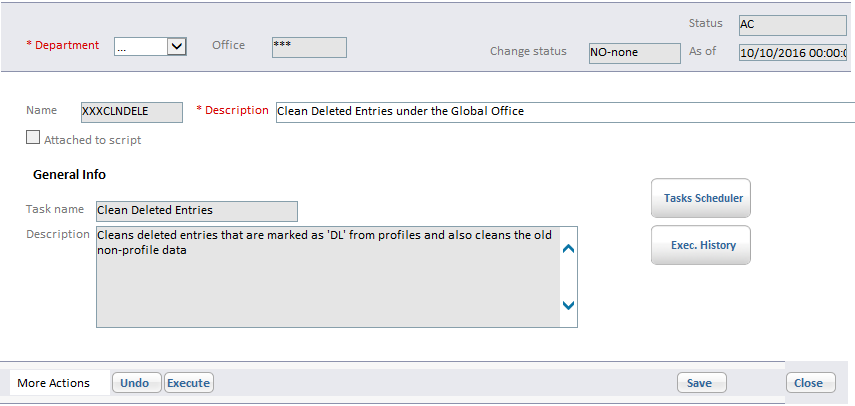 Status AC
* Department ... Office ***
Change status NO-none As of 10/10/2016 00:00:0
Name XXXCLNDELE * Description Clean Deleted Entries under the Global Office
Attached to script
General Info
Tasks Scheduler
Task name Clean Deleted Entries
Description Cleans deleted entries that are marked as 'DL' from profiles and also cleans the old
non-profile data
Exec. History
More Actions Undo Execute Save Close